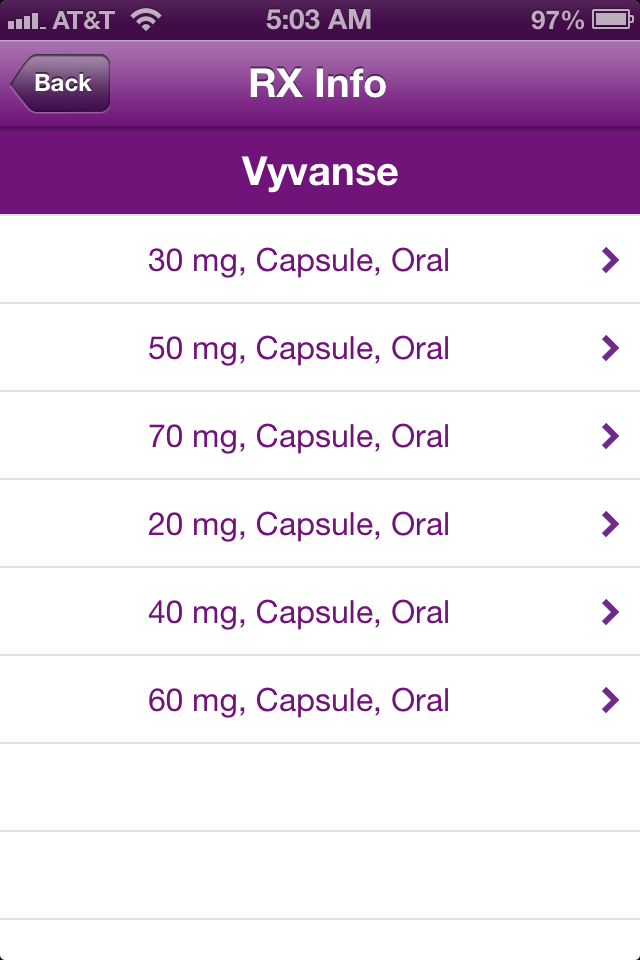 AT&T 5:03 AM 97%
Back RX Info
Vyvanse
30 mg, Capsule, Oral
50 mg, Capsule, Oral
70 mg, Capsule, Oral
20 mg, Capsule, Oral
40 mg, Capsule, Oral
60 mg, Capsule, Oral